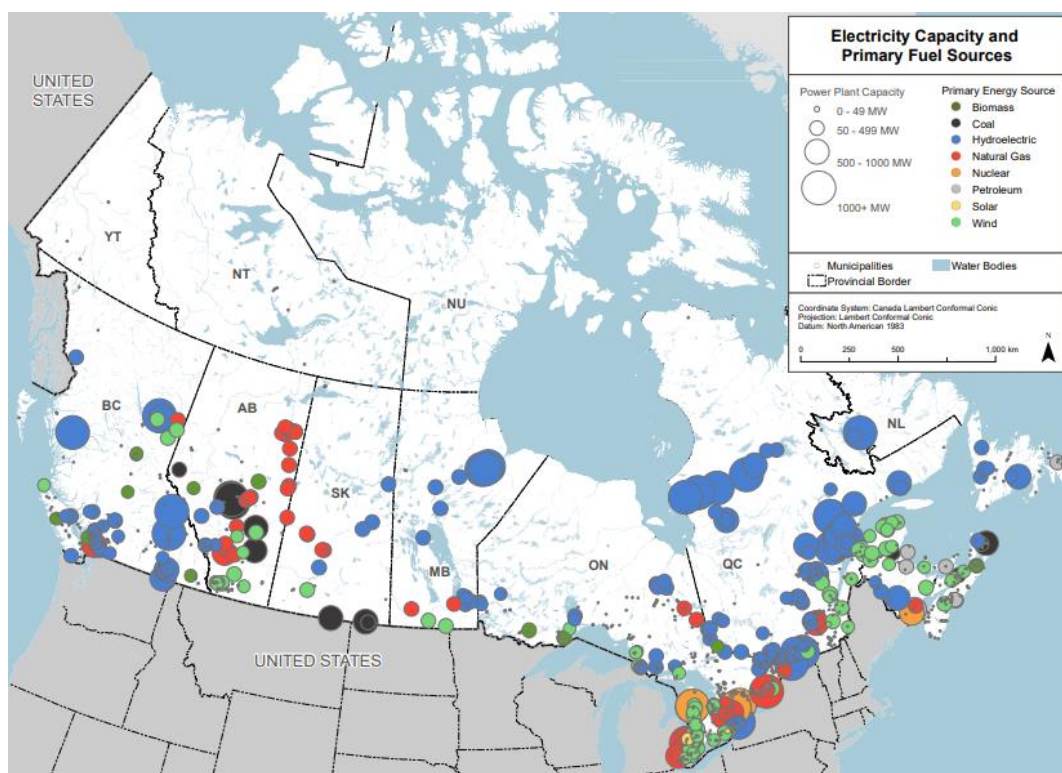 Electricity Capacity and
Primary Fuel Sources
Power Plant Capacity
0 - 49 MW
50 - 499 MW
500 - 1000 MW
1000+ MW
Primary Energy Source
Biomass
Coal
Hydroelectric
Natural Gas
Nuclear
Petroleum
Solar
Wind
Municipalities
Water Bodies
Provincial Border
Coordinate System: Canada Lambert Conformal Conic
Projection: Lambert Conformal Conic
Datum: North American 1983
N
0 250 500 1,000 km
UNITED
STATES
YT
NT
NU
BC
AB
SK
MB
ON
QC
NL
UNITED STATES